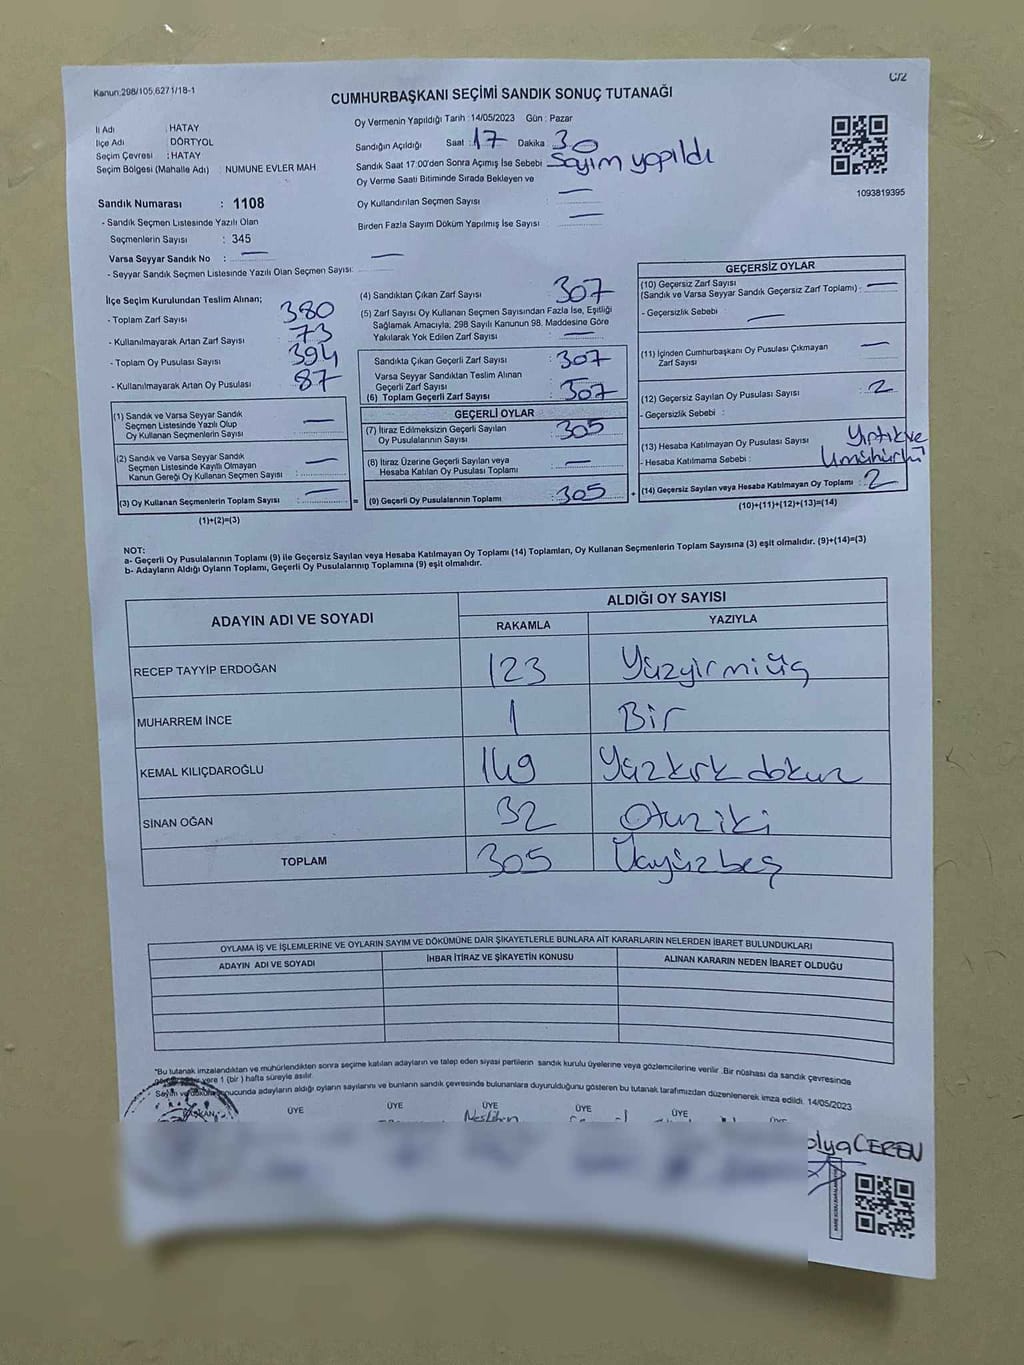 C/2
Kanun:298/105,6271/18-1
CUMHURBAŞKANI SEÇİMİ SANDIK SONUÇ TUTANAĞI
İl Adı : HATAY
İlçe Adı : DÖRTYOL
Seçim Çevresi : HATAY
Seçim Bölgesi (Mahalle Adı) : NUMUNE EVLER MAH
Oy Vermenin Yapıldığı Tarih :14/05/2023 Gün : Pazar
Sandığın Açıldığı Saat : 17 Dakika : 30
Sandık Saat 17:00'den Sonra Açımış İse Sebebi : Sayım yapıldı
Oy Verme Saati Bitiminde Sırada Bekleyen ve
Oy Kullandırılan Seçmen Sayısı —
Birden Fazla Sayım Döküm Yapılmış İse Sayısı : —
1093819395
Sandık Numarası : 1108
- Sandık Seçmen Listesinde Yazılı Olan
Seçmenlerin Sayısı : 345
Varsa Seyyar Sandık No : —
- Seyyar Sandık Seçmen Listesinde Yazılı Olan Seçmen Sayısı: —
İlçe Seçim Kurulundan Teslim Alınan;
- Toplam Zarf Sayısı : 380
- Kullanılmayarak Artan Zarf Sayısı : 73
- Toplam Oy Pusulası Sayısı : 394
- Kullanılmayarak Artan Oy Pusulası : 87
(1) Sandık ve Varsa Seyyar Sandık
Seçmen Listesinde Yazılı Olup
Oy Kullanan Seçmenlerin Sayısı : —
(2) Sandık ve Varsa Seyyar Sandık
Seçmen Listesinde Kayıtlı Olmayan
Kanun Gereği Oy Kullanan Seçmen Sayısı : —
(3) Oy Kullanan Seçmenlerin Toplam Sayısı : — =
(1)+(2)=(3)
(4) Sandıktan Çıkan Zarf Sayısı : 307
(5) Zarf Sayısı Oy Kullanan Seçmen Sayısından Fazla İse, Eşitliği
Sağlamak Amacıyla, 298 Sayılı Kanunun 98. Maddesine Göre
Yakılarak Yok Edilen Zarf Sayısı : —
Sandıkta Çıkan Geçerli Zarf Sayısı : 307
Varsa Seyyar Sandıktan Teslim Alınan
Geçerli Zarf Sayısı :
(6) Toplam Geçerli Zarf Sayısı : 307
GEÇERLİ OYLAR
(7) İtiraz Edilmeksizin Geçerli Sayılan
Oy Pusulalarının Sayısı : 305
(8) İtiraz Üzerine Geçerli Sayılan veya
Hesaba Katılan Oy Pusulası Toplamı : —
(9) Geçerli Oy Pusulalarının Toplamı : 305 +
GEÇERSİZ OYLAR
(10) Geçersiz Zarf Sayısı
(Sandık ve Varsa Seyyar Sandık Geçersiz Zarf Toplamı) : —
- Geçersizlik Sebebi : —
(11) İçinden Cumhurbaşkanı Oy Pusulası Çıkmayan
Zarf Sayısı : —
(12) Geçersiz Sayılan Oy Pusulası Sayısı : 2
- Geçersizlik Sebebi :
(13) Hesaba Katılmayan Oy Pusulası Sayısı : Yırtık ve
- Hesaba Katılmama Sebebi :
(14) Geçersiz Sayılan veya Hesaba Katılmayan Oy Toplamı : 2
(10)+(11)+(12)+(13)=(14)
NOT:
a- Geçerli Oy Pusulalarının Toplamı (9) ile Geçersiz Sayılan veya Hesaba Katılmayan Oy Toplamı (14) Toplamları, Oy Kullanan Seçmenlerin Toplam Sayısına (3) eşit olmalıdır. (9)+(14)=(3)
b- Adayların Aldığı Oyların Toplamı, Geçerli Oy Pusulalarının Toplamına (9) eşit olmalıdır.
ADAYIN ADI VE SOYADI ALDIĞI OY SAYISI
RAKAMLA YAZIYLA
RECEP TAYYİP ERDOĞAN 123 Yüzyirmiüç
MUHARREM İNCE 1 Bir
KEMAL KILIÇDAROĞLU 149 Yüzkırk dokuz
SİNAN OĞAN 32 Otuz iki
TOPLAM 305 Üçyüz beş
OYLAMA İŞ VE İŞLEMLERİNE VE OYLARIN SAYIM VE DÖKÜMÜNE DAİR ŞİKAYETLERLE BUNLARA AİT KARARLARIN NELERDEN İBARET BULUNDUKLARI
ADAYIN ADI VE SOYADI İHBAR İTİRAZ VE ŞİKAYETİN KONUSU ALINAN KARARIN NEDEN İBARET OLDUĞU
*Bu tutanak imzalandıktan ve mühürlendikten sonra seçime katılan adayların ve talep eden siyasi partilerin sandık kurulu üyelerine veya gözlemcilerine verilir .Bir nüshası da sandık çevresinde
yere 1 (bir ) hafta süreyle asılır.
Sayım ve sonucunda adayların aldığı oyların sayılarını ve bunların sandık çevresinde bulunanlara duyurulduğunu gösteren bu tutanak tarafımızdan düzenlenerek imza edildi. 14/05/2023
BAŞKAN ÜYE ÜYE ÜYE ÜYE ÜYE ÜYE
Neslihan
CEREN